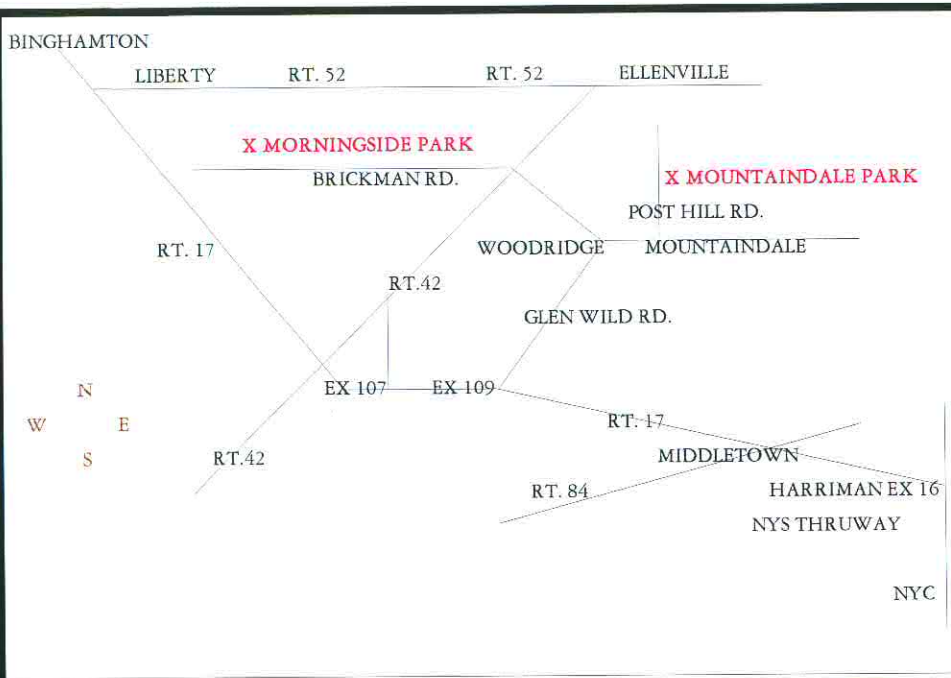 BINGHAMTON
LIBERTY RT. 52 RT. 52 ELLENVILLE
X MORNINGSIDE PARK
BRICKMAN RD.
X MOUNTAINDALE PARK
POST HILL RD.
RT. 17
WOODRIDGE MOUNTAINDALE
RT.42
GLEN WILD RD.
EX 107 EX 109
N
W E
S
RT. 17
RT.42
MIDDLETOWN
RT. 84
HARRIMAN EX 16
NYS THRUWAY
NYC